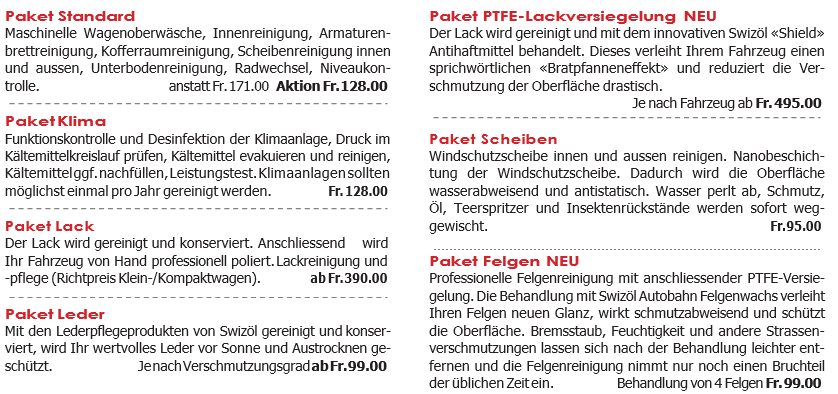 Paket Standard
Maschinelle Wagenoberwäsche, Innenreinigung, Armaturen-
brettreinigung, Kofferraumreinigung, Scheibenreinigung innen
und aussen, Unterbodenreinigung, Radwechsel, Niveaukon-
trolle. anstatt Fr. 171.00 Aktion Fr. 128.00
Paket Klima
Funktionskontrolle und Desinfektion der Klimaanlage, Druck im
Kältemittelkreislauf prüfen, Kältemittel evakuieren und reinigen,
Kältemittel ggf. nachfüllen, Leistungstest. Klimaanlagen sollten
möglichst einmal pro Jahr gereinigt werden. Fr. 128.00
Paket Lack
Der Lack wird gereinigt und konserviert. Anschliessend wird
Ihr Fahrzeug von Hand professionell poliert. Lackreinigung und
-pflege (Richtpreis Klein-/Kompaktwagen). ab Fr. 390.00
Paket Leder
Mit den Lederpflegeprodukten von Swizöl gereinigt und konser-
viert, wird Ihr wertvolles Leder vor Sonne und Austrocknen ge-
schützt. Je nach Verschmutzungsgrad ab Fr. 99.00
Paket PTFE-Lackversiegelung NEU
Der Lack wird gereinigt und mit dem innovativen Swizöl «Shield»
Antihaftmittel behandelt. Dieses verleiht Ihrem Fahrzeug einen
sprichwörtlichen «Bratpfanneneffekt» und reduziert die Ver-
schmutzung der Oberfläche drastisch.
Je nach Fahrzeug ab Fr. 495.00
Paket Scheiben
Windschutzscheibe innen und aussen reinigen. Nanobeschich-
tung der Windschutzscheibe. Dadurch wird die Oberfläche
wasserabweisend und antistatisch. Wasser perlt ab, Schmutz,
Öl, Teerspritzer und Insektenrückstände werden sofort weg-
gewischt. Fr. 95.00
Paket Felgen NEU
Professionelle Felgenreinigung mit anschliessender PTFE-Versie-
gelung. Die Behandlung mit Swizöl Autobahn Felgenwachs verleiht
Ihren Felgen neuen Glanz, wirkt schmutzabweisend und schützt
die Oberfläche. Bremsstaub, Feuchtigkeit und andere Strassen-
verschmutzungen lassen sich nach der Behandlung leichter ent-
fernen und die Felgenreinigung nimmt nur noch einen Bruchteil
der üblichen Zeit ein. Behandlung von 4 Felgen Fr. 99.00